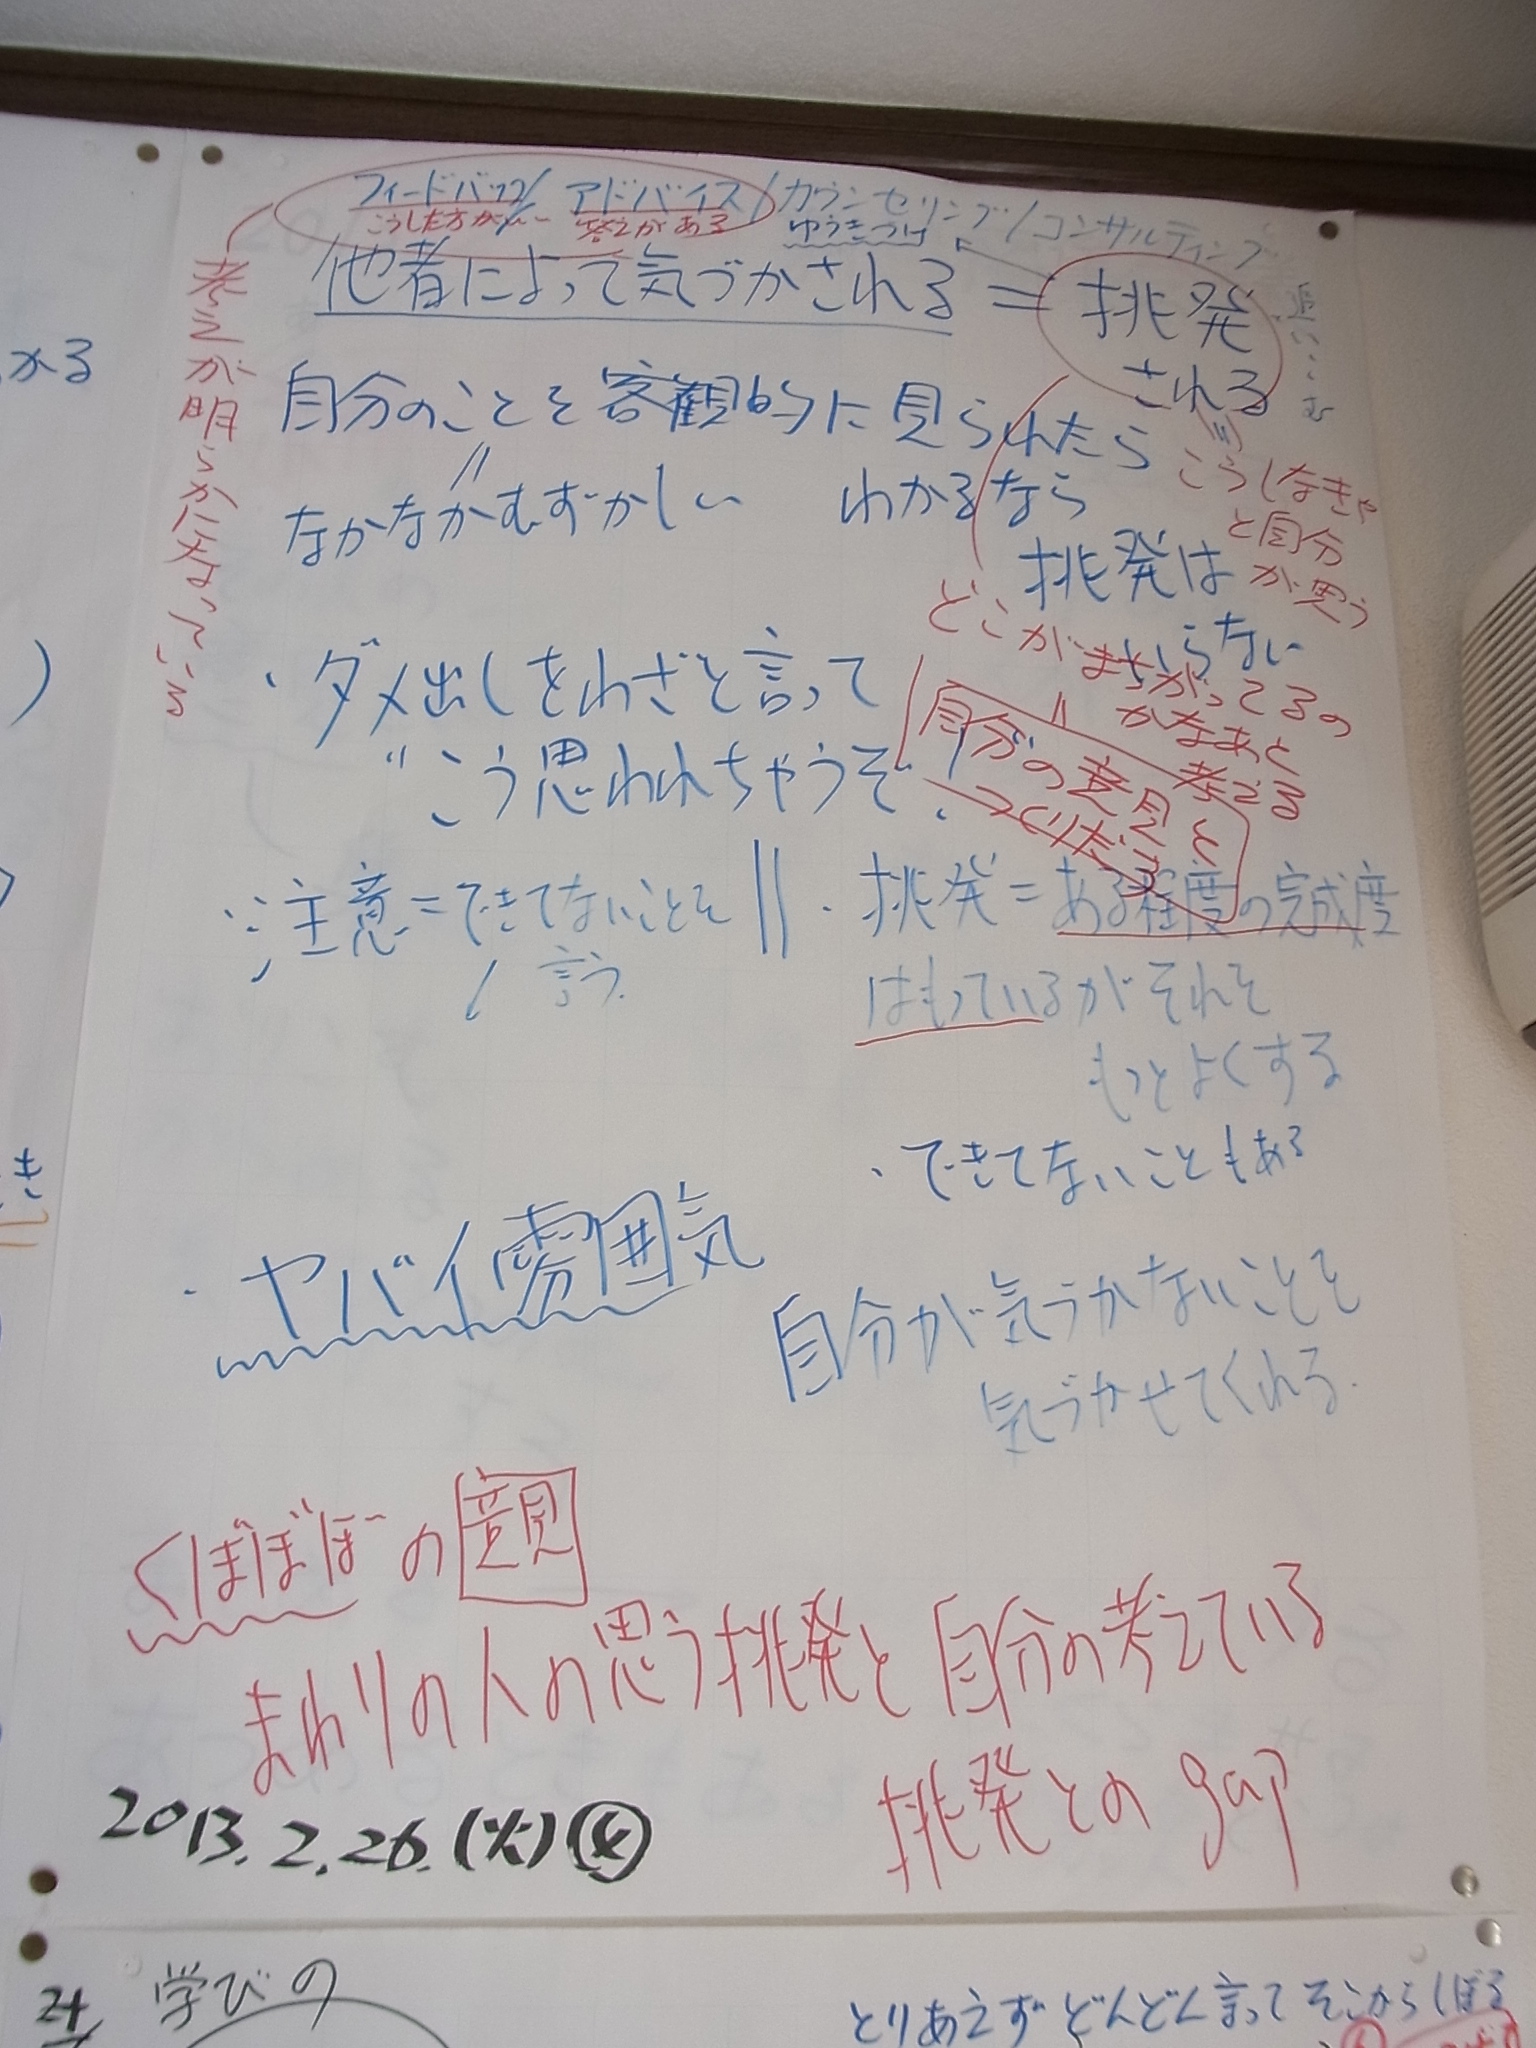 フィードバック/アドバイス/カウンセリング/コンサルティング
こうした方がいい 答えがある ゆうきづけ
他者によって気づかされる = 挑発
される
追いこむ
答えが明らかになっている
自分のことを客観的に見られたら
なかなかむずかしい わかるなら
挑発は
いらない
こうしなきゃ
と自分
が思う
どこがまちがってるの
かなあと
考える
自分の意見を
つくりだす
・ダメ出しをわざと言って
"こう思われちゃうぞ!
・注意=できてないことを
言う.
・挑発=ある程度の完成度
はもっているがそれを
もっとよくする
・できてないこともある
・ヤバイ雰囲気
自分が気づかないことを
気づかせてくれる.
くぼぼぼの意見
まわりの人の思う挑発と自分の考えている
挑発とのgap
2013.2.26.(火)④
かる
)
き
24
学びの
とりあえずどんどん言ってそこからしぼる